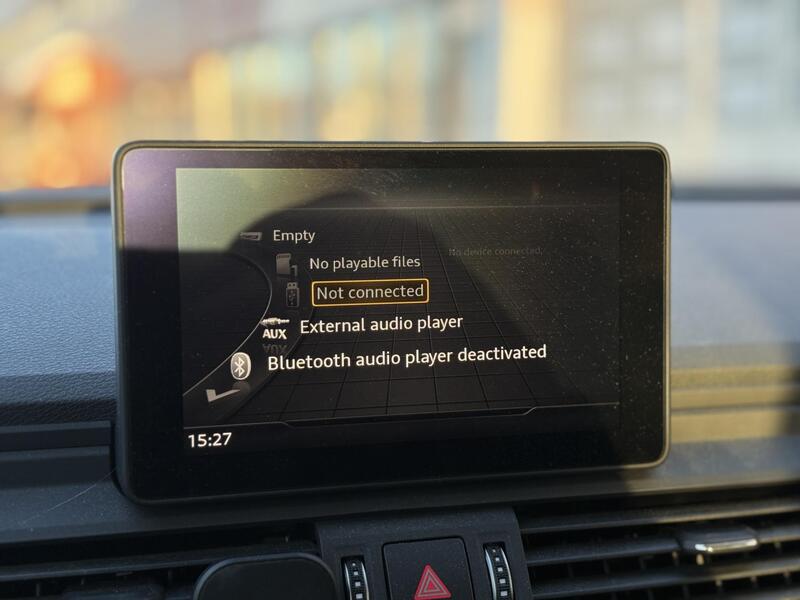 Empty
No playable files
No device connected.
Not connected
AUX
External audio player
Bluetooth audio player deactivated
15:27